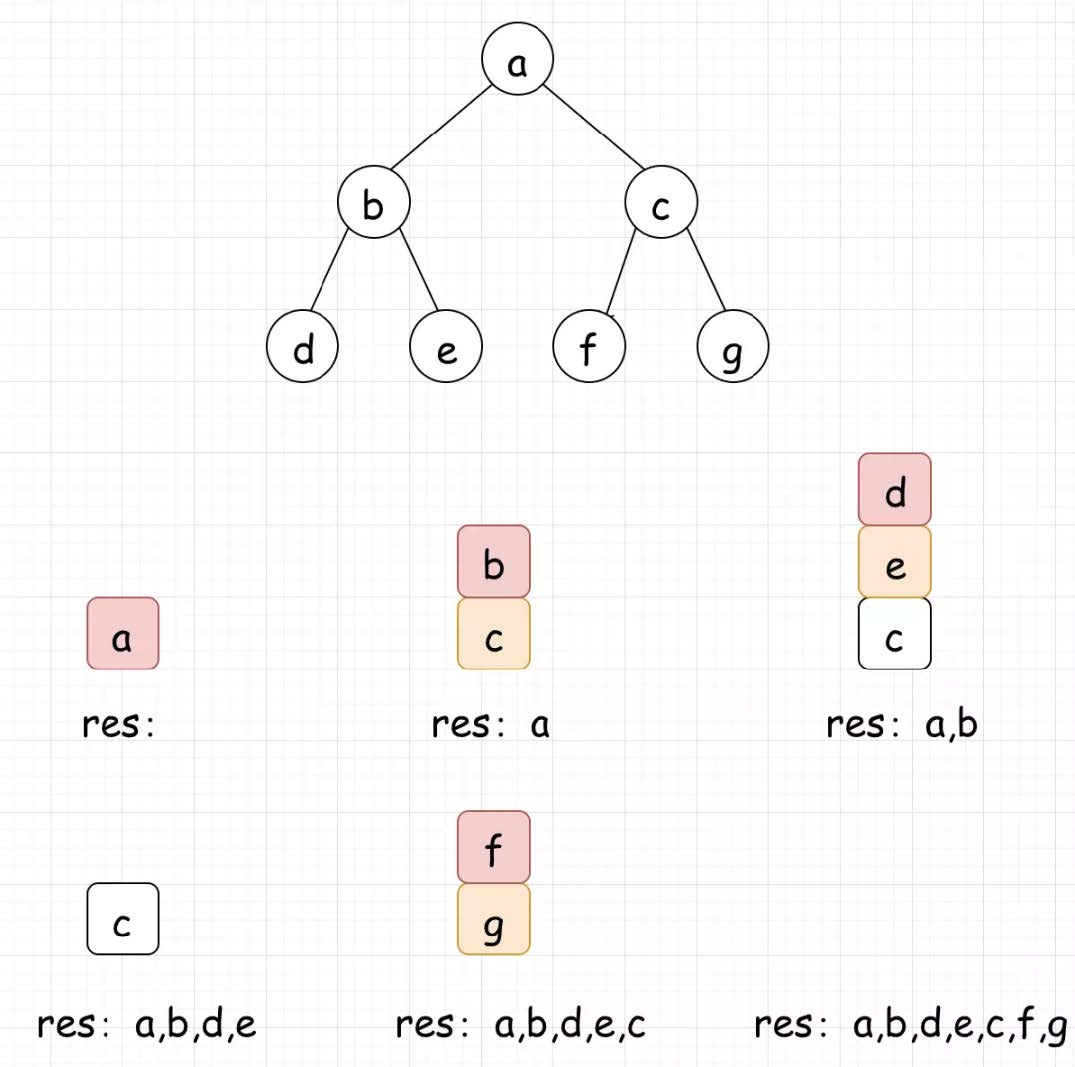 a
b c
d e f g
d
b e
a c c
res: res: a res: a,b
f
c g
res: a,b,d,e res: a,b,d,e,c res: a,b,d,e,c,f,g